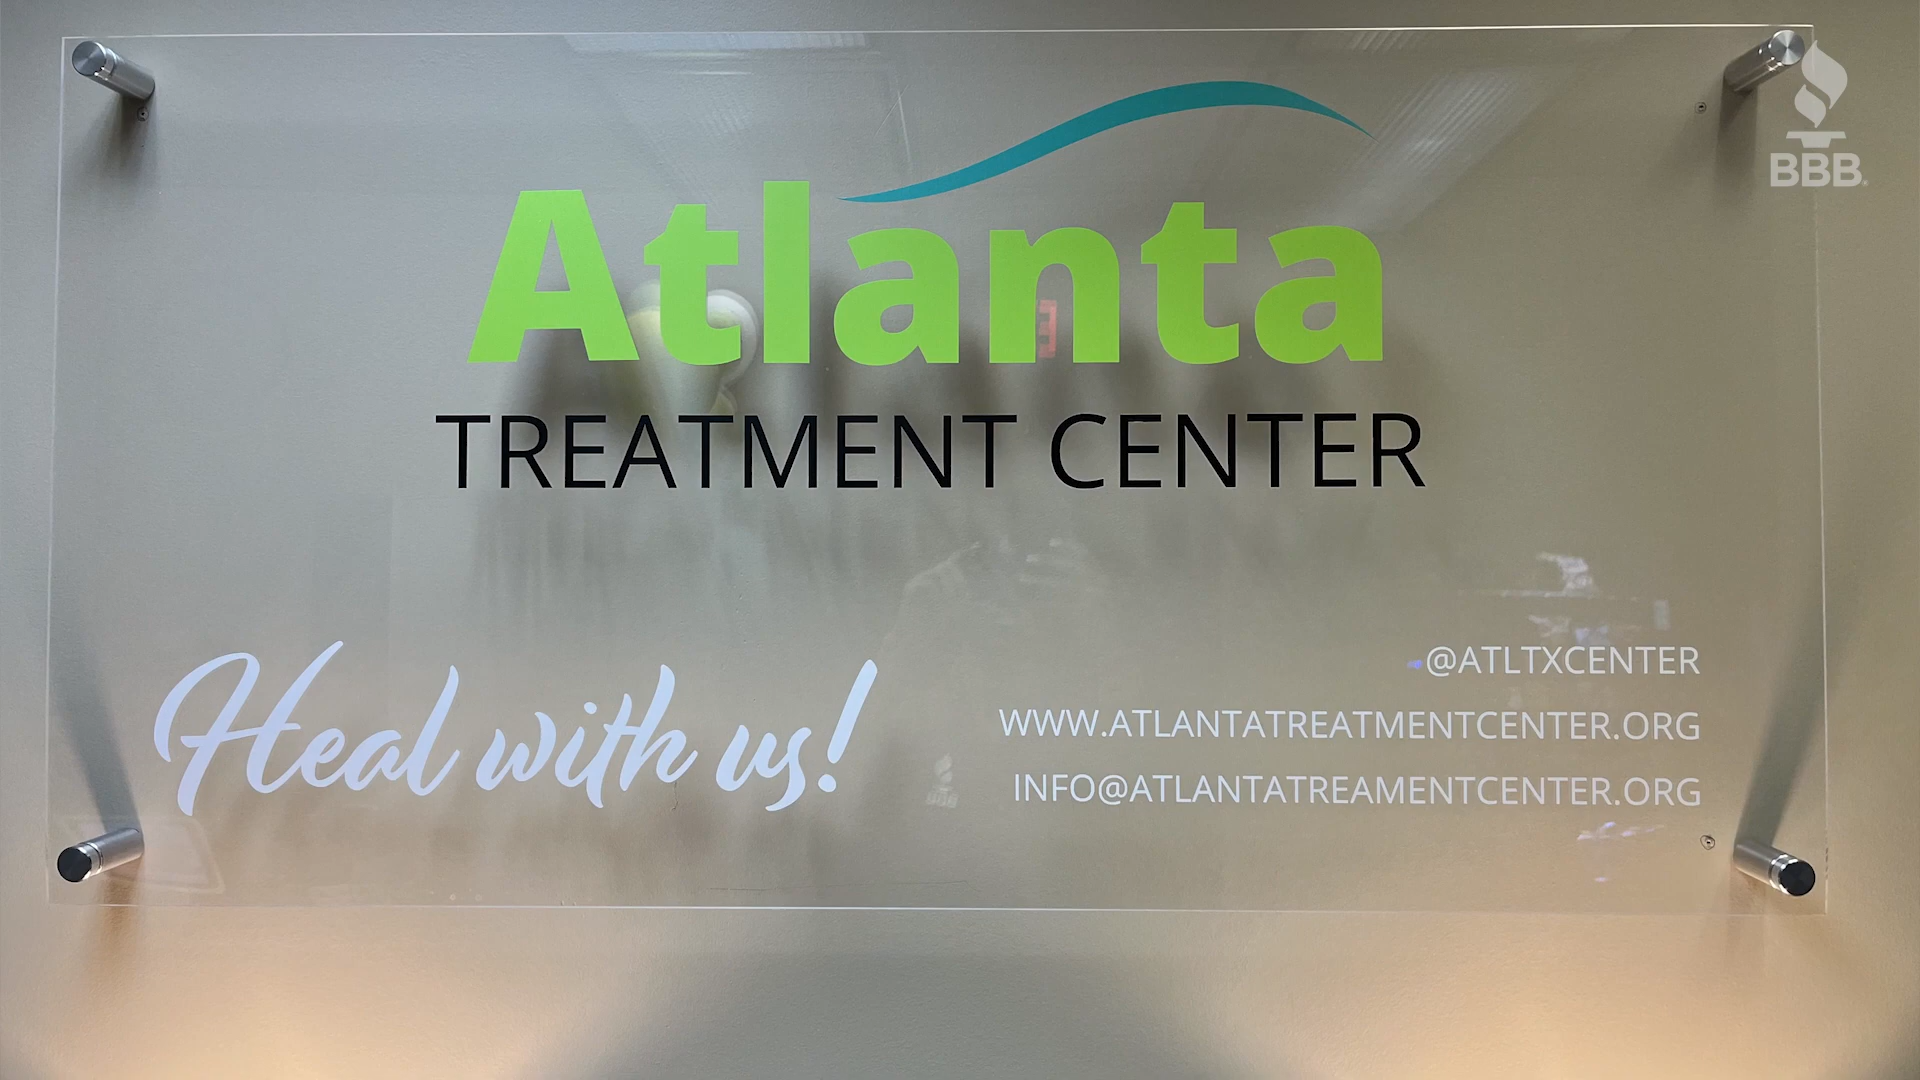 BBB
Atlanta
TREATMENT CENTER
Heal with us!
@ATLTXCENTER
WWW.ATLANTATREATMENTCENTER.ORG
INFO@ATLANTATREAMENTCENTER.ORG